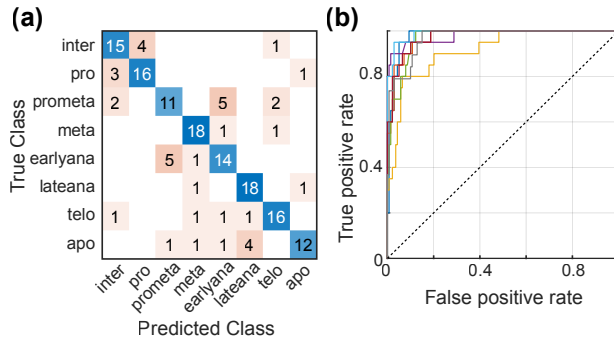 (a)
True Class
inter 15 4 1
pro 3 16 1
prometa 2 11 5 2
meta 18 1 1
earlyana 5 1 14
lateana 1 18 1
telo 1 1 1 1 16
apo 1 1 1 4 12
inter pro prometa meta earlyana lateana telo apo
Predicted Class
(b)
True positive rate
0.8
0.4
0
0 0.4 0.8
False positive rate